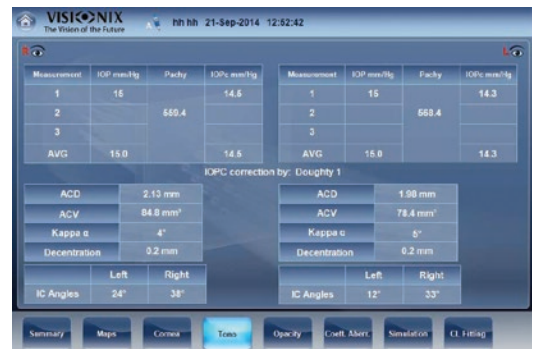 VISIONIX
The Vision of the Future
hh hh 21-Sep-2014 12:52:42
R L
Measurement IOP mm/Hg Pachy IOPc mm/Hg Measurement IOP mm/Hg Pachy IOPc mm/Hg
1 15 14.5 1 15 14.3
2 559.4 2 568.4
3 3
AVG 15.0 14.5 AVG 15.0 14.3
IOPC correction by: Doughty 1
ACD 2.13 mm ACD 1.98 mm
ACV 84.8 mm³ ACV 78.4 mm³
Kappa α 4° Kappa α
Decentration 0.2 mm Decentration 0.2 mm
Left Right Left Right
IC Angles 24° 38° IC Angles 12° 33°
Summary Maps Cornea Tono Opacity Coeff. Aberr. Simulation CL Fitting